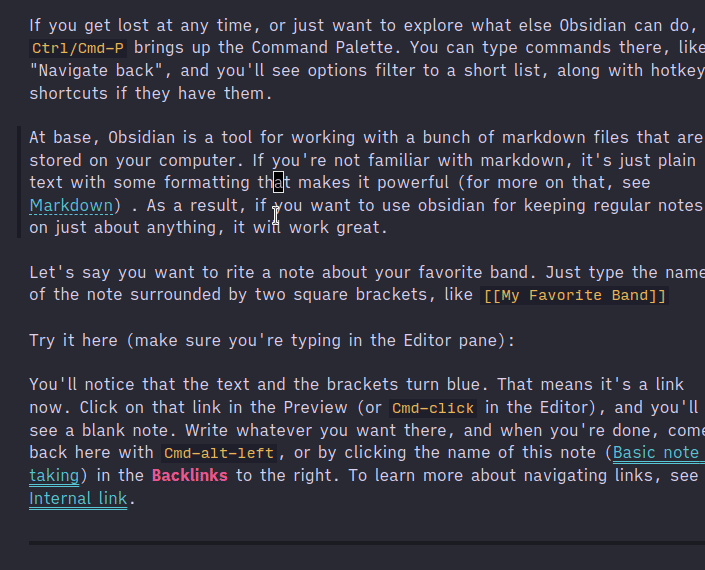 If you get lost at any time, or just want to explore what else Obsidian can do,
Ctrl/Cmd-P brings up the Command Palette. You can type commands there, like
"Navigate back", and you'll see options filter to a short list, along with hotkey
shortcuts if they have them.
At base, Obsidian is a tool for working with a bunch of markdown files that are
stored on your computer. If you're not familiar with markdown, it's just plain
text with some formatting that makes it powerful (for more on that, see
Markdown) . As a result, if you want to use obsidian for keeping regular notes
on just about anything, it will work great.
Let's say you want to rite a note about your favorite band. Just type the name
of the note surrounded by two square brackets, like [[My Favorite Band]]
Try it here (make sure you're typing in the Editor pane):
You'll notice that the text and the brackets turn blue. That means it's a link
now. Click on that link in the Preview (or Cmd-click in the Editor), and you'll
see a blank note. Write whatever you want there, and when you're done, come
back here with Cmd-alt-left, or by clicking the name of this note (Basic note
taking) in the Backlinks to the right. To learn more about navigating links, see
Internal link.